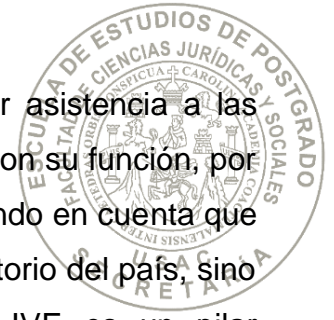 ESCUELA DE ESTUDIOS DE POSTGRADO
FACULTAD DE CIENCIAS JURÍDICAS Y SOCIALES
U S A C
SECRETARÍA
r asistencia a las
on su función, por
ndo en cuenta que
torio del país, sino
IVE es un pilar